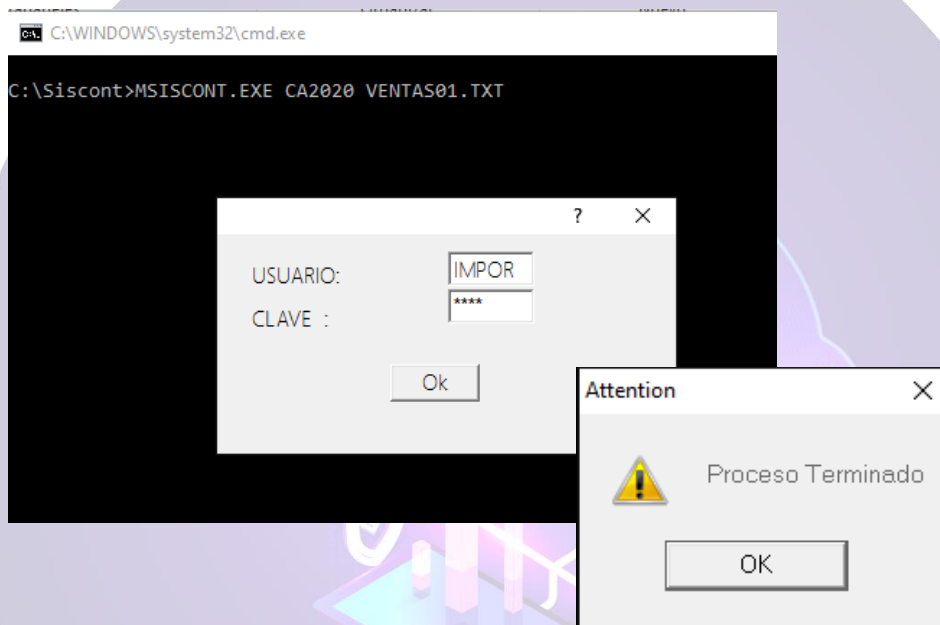 C:\WINDOWS\system32\cmd.exe
C:\Siscont>MSISCONT.EXE CA2020 VENTAS01.TXT
?
USUARIO: IMPOR
CLAVE : ****
Ok
Attention
Proceso Terminado
OK